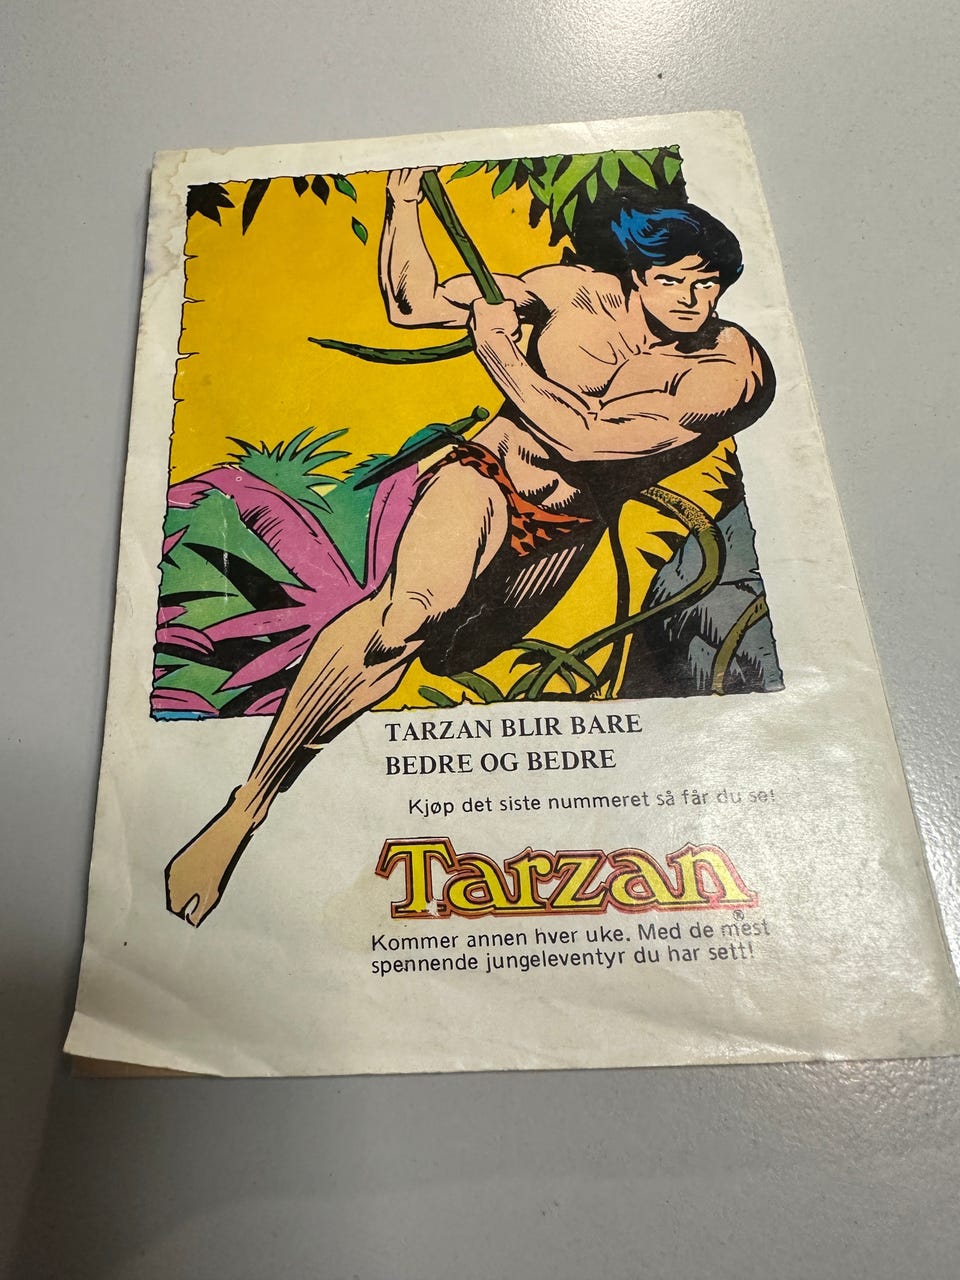 TARZAN BLIR BARE
BEDRE OG BEDRE
Kjøp det siste nummeret så får du se!
Tarzan®
Kommer annen hver uke. Med de mest
spennende jungeleventyr du har sett!